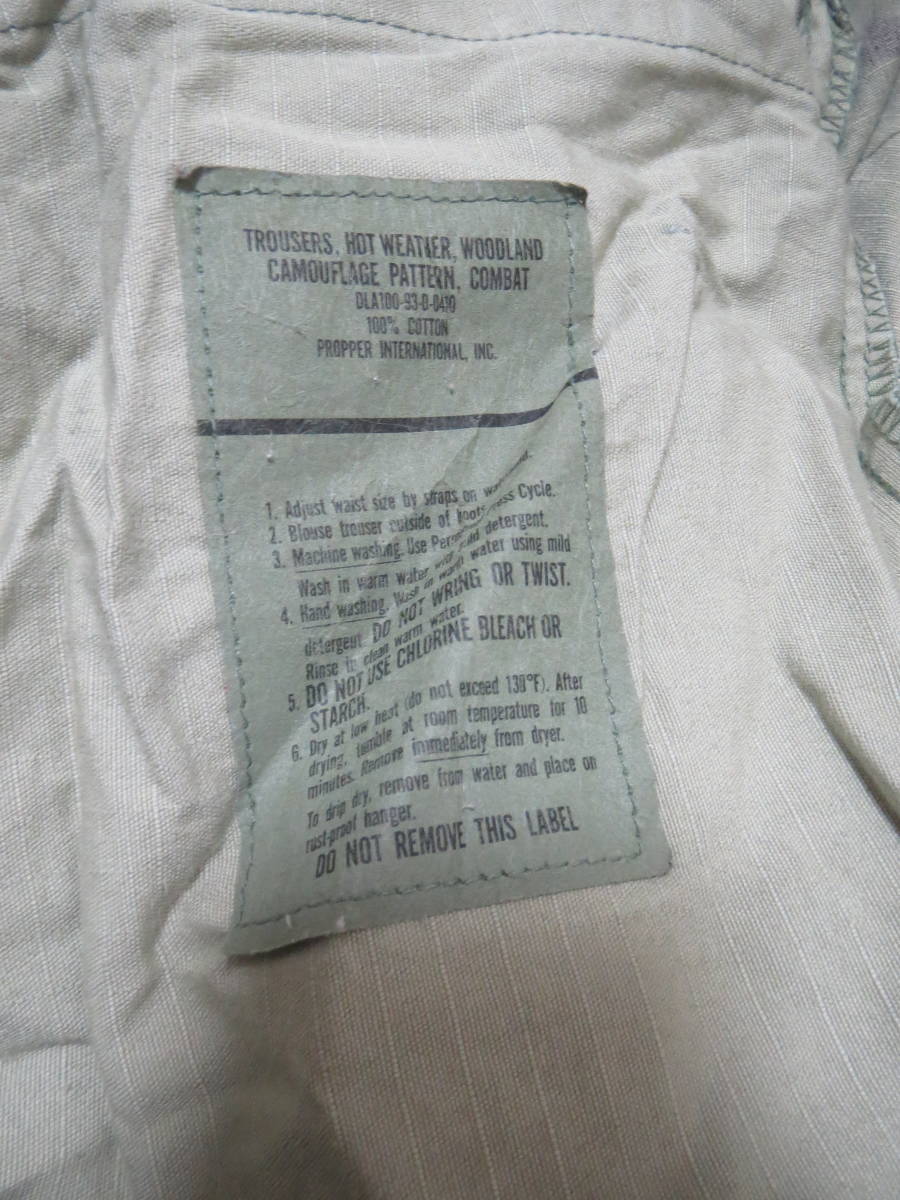 TROUSERS, HOT WEATHER, WOODLAND
CAMOUFLAGE PATTERN, COMBAT
DLA100-93-D-0410
100% COTTON
PROPPER INTERNATIONAL, INC.
1. Adjust waist size by straps on
2. Blouse trouser outside of boots.
3. Machine washing. Use Cycle.
Wash in warm water with mild detergent.
4. Hand washing. Wash in warm water using mild
detergent. DO NOT WRING OR TWIST.
Rinse in clean warm water.
5. DO NOT USE CHLORINE BLEACH OR
STARCH.
6. Dry at low heat (do not exceed 130°F). After
drying, tumble at room temperature for 10
minutes. Remove immediately from dryer.
To drip dry, remove from water and place on
rust-proof hanger.
DO NOT REMOVE THIS LABEL